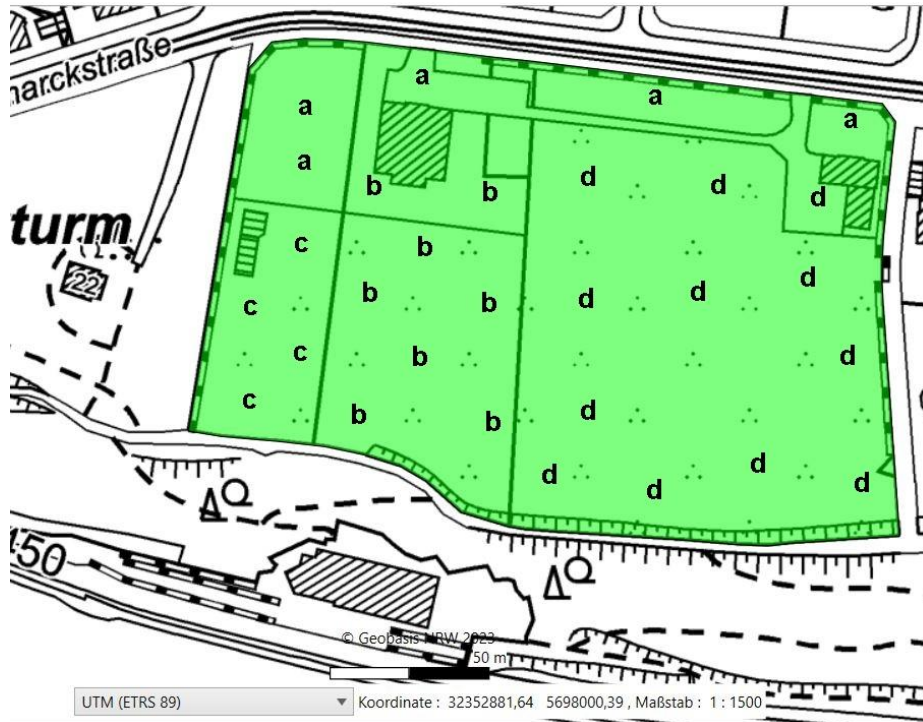 marckstraße
a
a
a
a
a
b
b
d
d
d
turm
c
b
d
22
c
b
b
d
d
c
b
d
c
b
b
d
d
d
d
d
450
© Geobasis NRW 2023
50 m
UTM (ETRS 89)
Koordinate : 32352881,64 5698000,39 , Maßstab : 1 : 1500